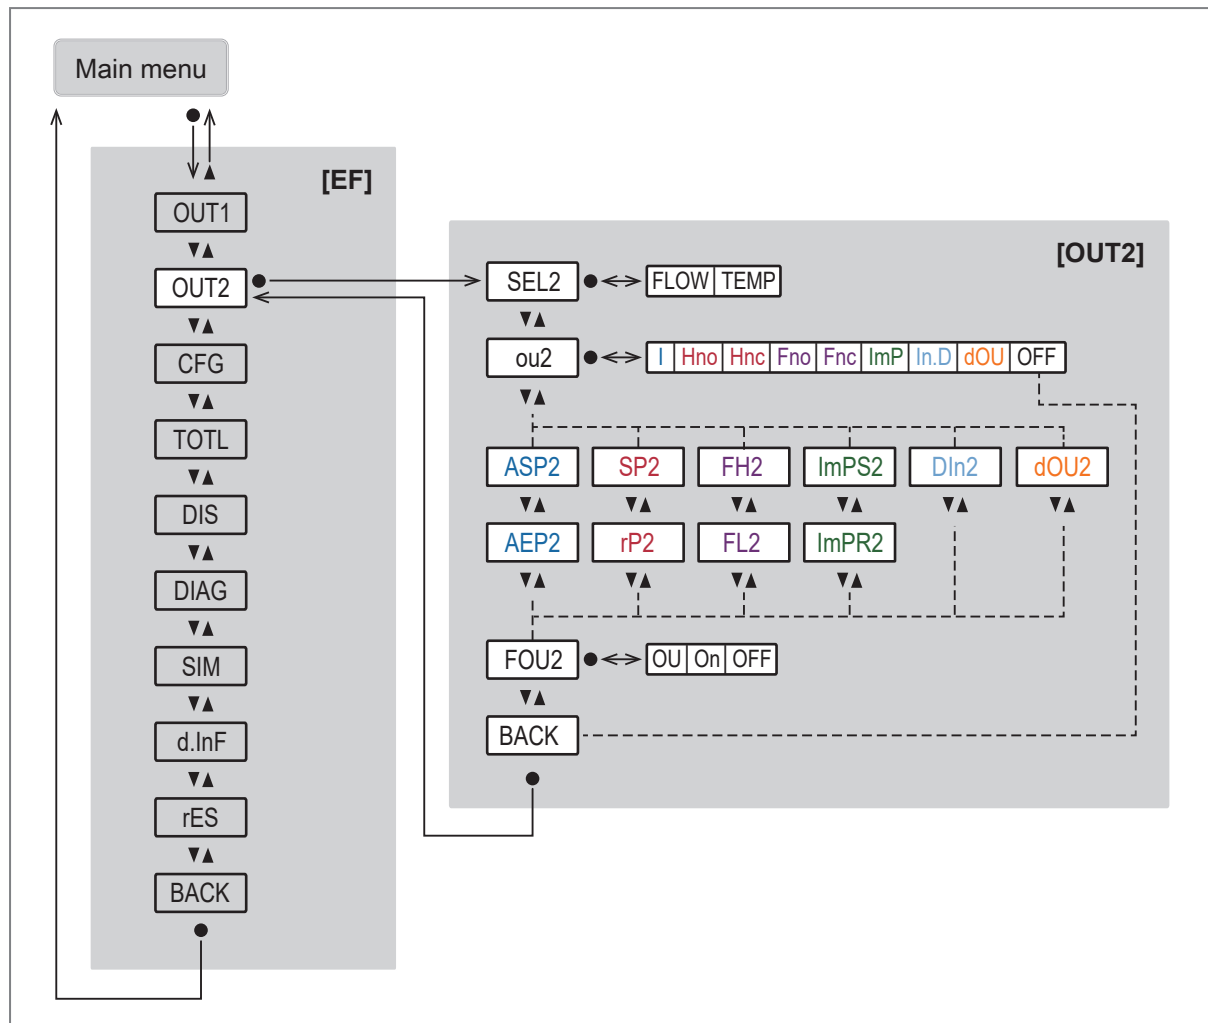 Main menu
[EF]
OUT1
OUT2
CFG
TOTL
DIS
DIAG
SIM
d.InF
rES
BACK
[OUT2]
SEL2 FLOW TEMP
ou2 I Hno Hnc Fno Fnc ImP In.D dOU OFF
ASP2 SP2 FH2 ImPS2 DIn2 dOU2
AEP2 rP2 FL2 ImPR2
FOU2 OU On OFF
BACK